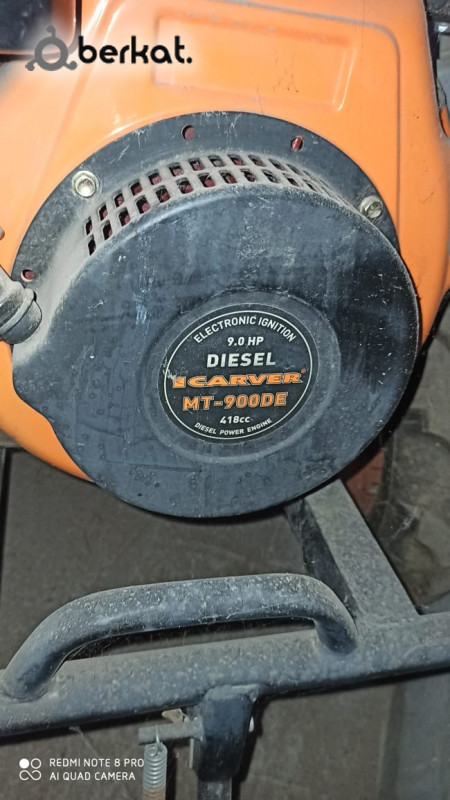 berkat.
ELECTRONIC IGNITION
9.0 HP
DIESEL
CARVER®
MT-900DE
418cc
DIESEL POWER ENGINE
REDMI NOTE 8 PRO
AI QUAD CAMERA